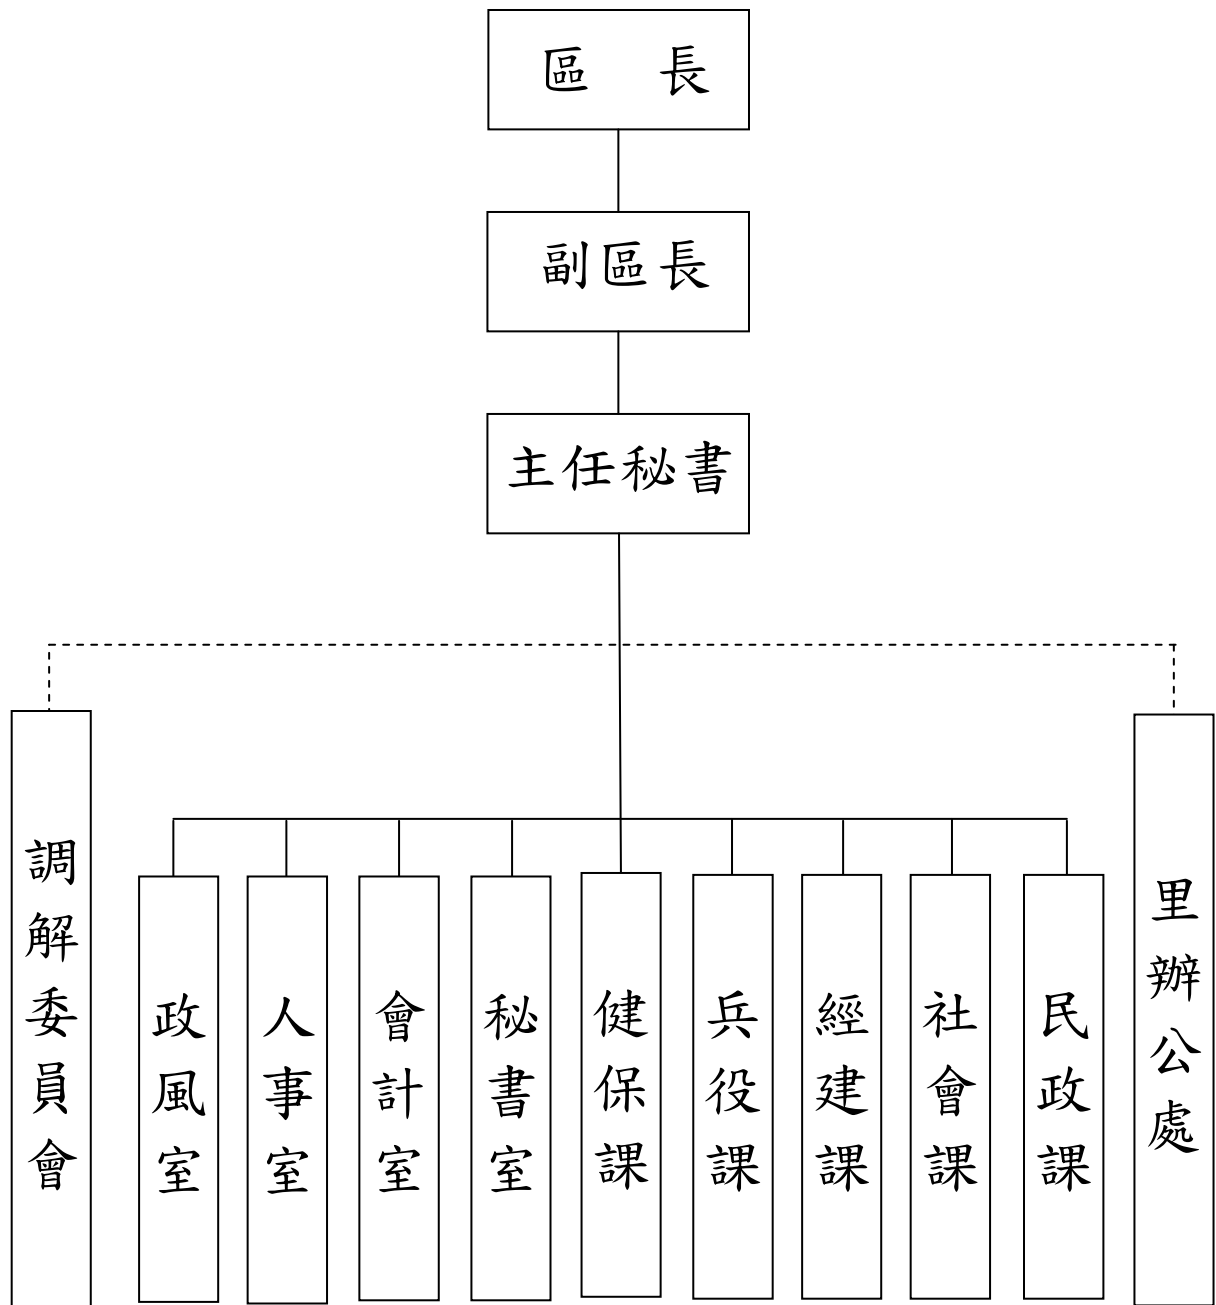 區 長
副區長
主任秘書
調解委員會
政風室
人事室
會計室
秘書室
健保課
兵役課
經建課
社會課
民政課
里辦公處